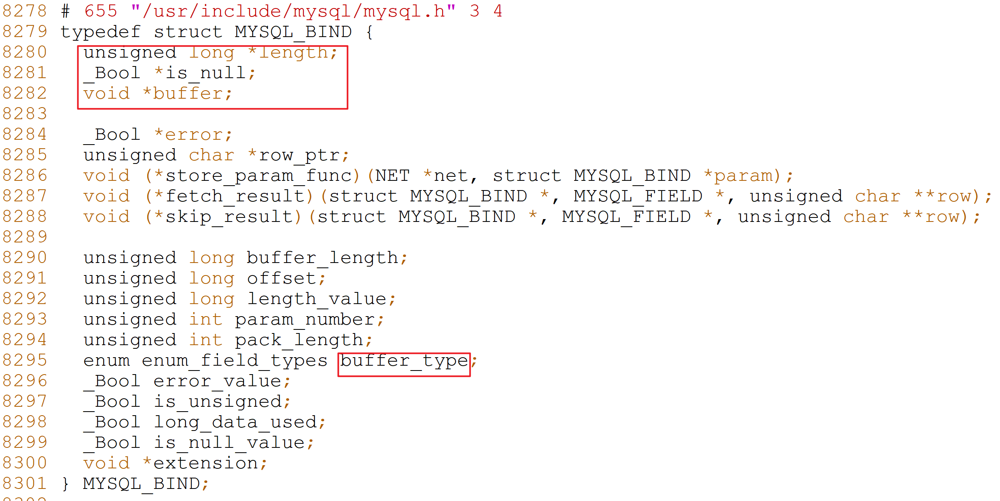 8278 # 655 "/usr/include/mysql/mysql.h" 3 4
8279 typedef struct MYSQL_BIND {
8280   unsigned long *length;
8281   _Bool *is_null;
8282   void *buffer;
8283
8284   _Bool *error;
8285   unsigned char *row_ptr;
8286   void (*store_param_func)(NET *net, struct MYSQL_BIND *param);
8287   void (*fetch_result)(struct MYSQL_BIND *, MYSQL_FIELD *, unsigned char **row);
8288   void (*skip_result)(struct MYSQL_BIND *, MYSQL_FIELD *, unsigned char **row);
8289
8290   unsigned long buffer_length;
8291   unsigned long offset;
8292   unsigned long length_value;
8293   unsigned int param_number;
8294   unsigned int pack_length;
8295   enum enum_field_types buffer_type;
8296   _Bool error_value;
8297   _Bool is_unsigned;
8298   _Bool long_data_used;
8299   _Bool is_null_value;
8300   void *extension;
8301 } MYSQL_BIND;